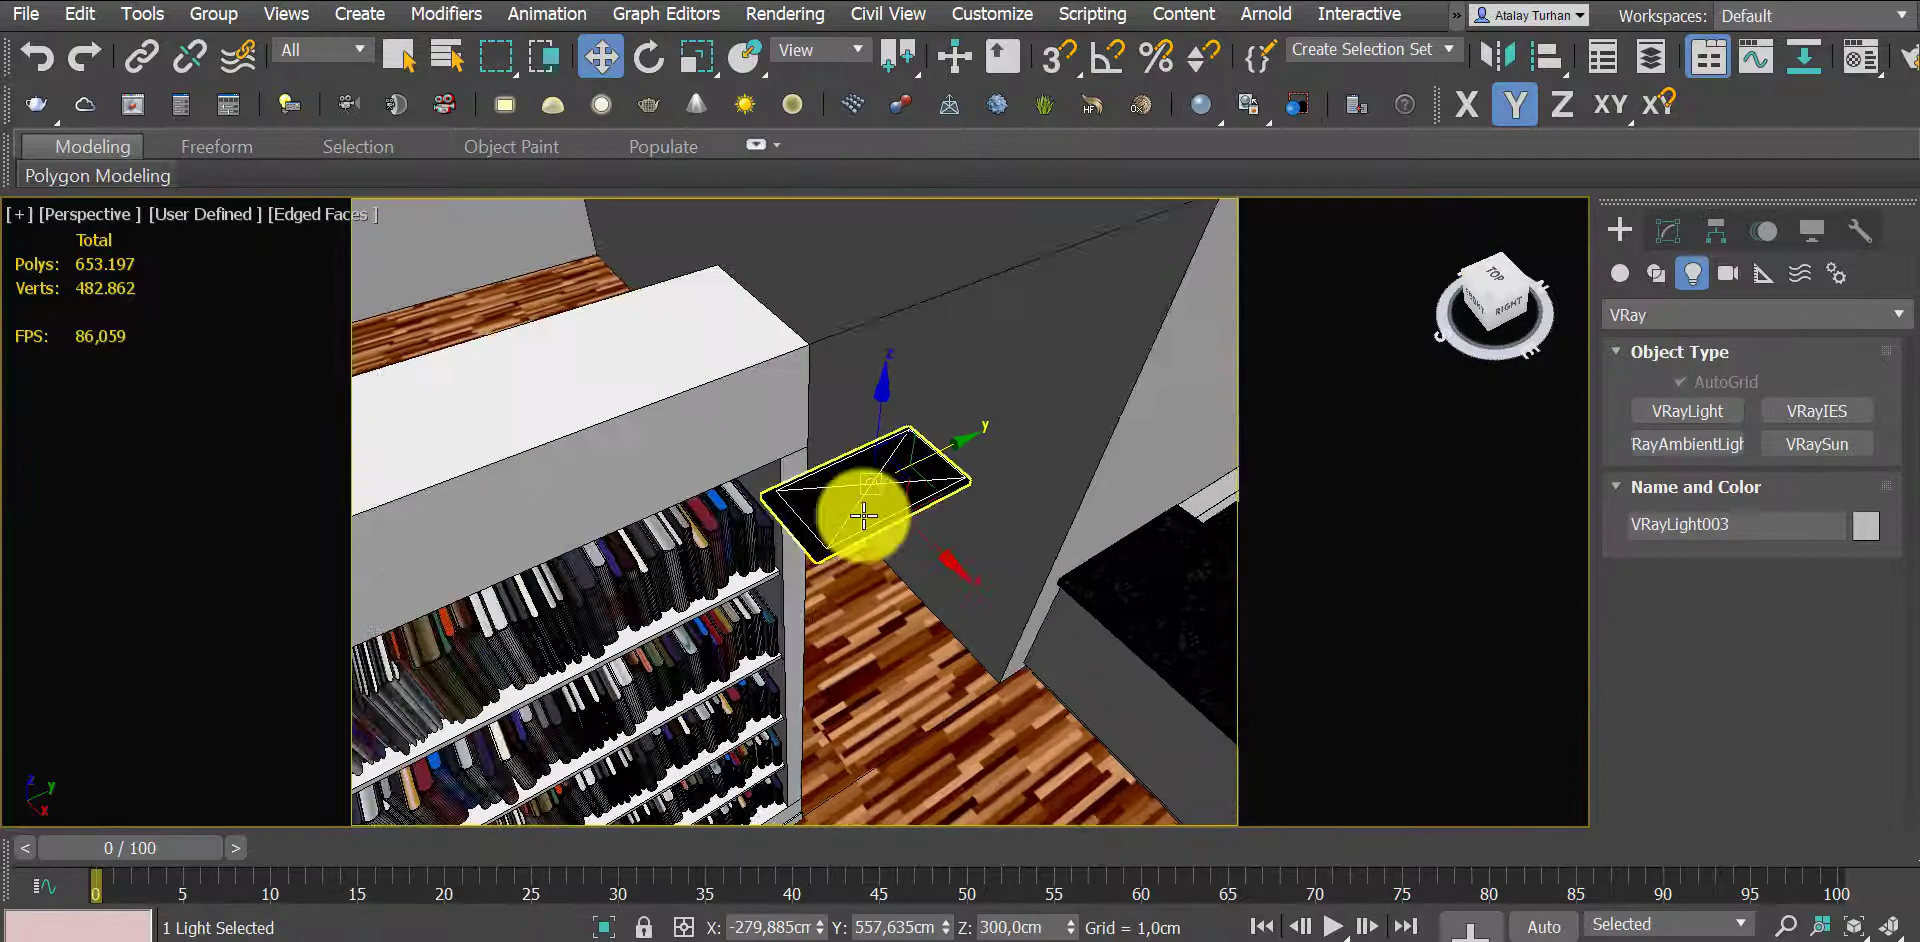 File Edit Tools Group Views Create Modifiers Animation Graph Editors Rendering Civil View Customize Scripting Content Arnold Interactive » Atalay Turhan Workspaces: Default
All View 3 Create Selection Set
X Y Z XY XY
Modeling Freeform Selection Object Paint Populate
Polygon Modeling
[+] [Perspective ] [User Defined ] [Edged Faces ]
Total
Polys: 653.197
Verts: 482.862
FPS: 86,059
TOP
RIGHT
z
y
z
y
x
VRay
Object Type
AutoGrid
VRayLight VRayIES
RayAmbientLigh VRaySun
Name and Color
VRayLight003
< 0 / 100 >
0 5 10 15 20 25 30 35 40 45 50 55 60 65 70 75 80 85 90 95 100
1 Light Selected X: -279,885cm Y: 557,635cm Z: 300,0cm Grid = 1,0cm Auto Selected